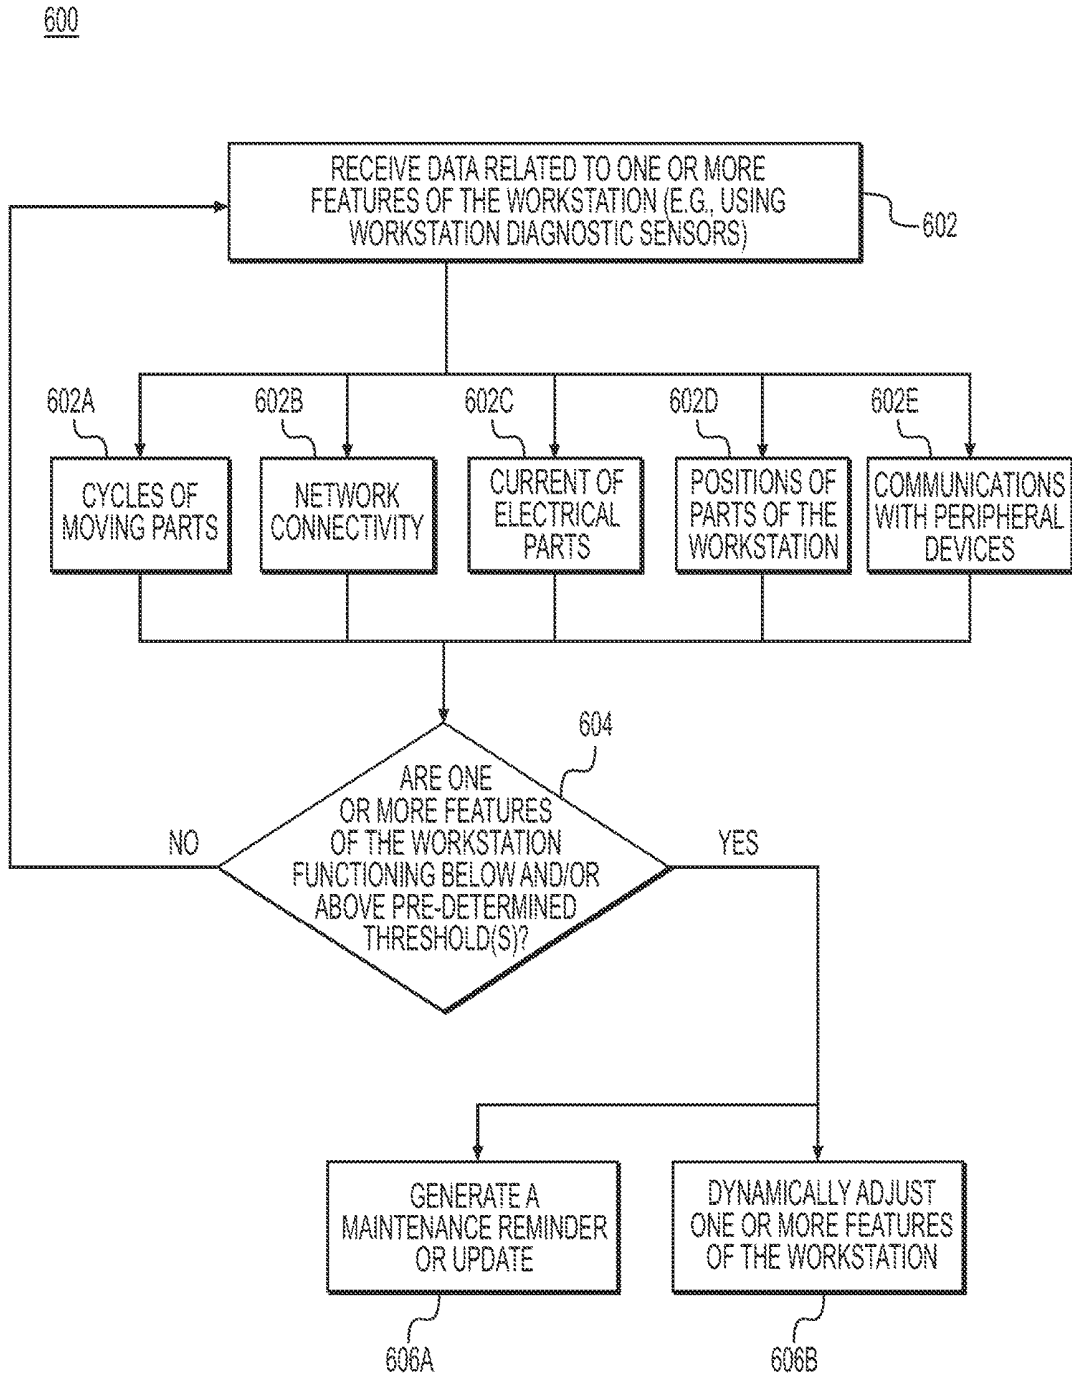 600
RECEIVE DATA RELATED TO ONE OR MORE
FEATURES OF THE WORKSTATION (E.G., USING
WORKSTATION DIAGNOSTIC SENSORS)
602
602A
602B
602C
602D
602E
CYCLES OF
MOVING PARTS
NETWORK
CONNECTIVITY
CURRENT OF
ELECTRICAL
PARTS
POSITIONS OF
PARTS OF THE
WORKSTATION
COMMUNICATIONS
WITH PERIPHERAL
DEVICES
604
ARE ONE
OR MORE FEATURES
OF THE WORKSTATION
FUNCTIONING BELOW AND/OR
ABOVE PRE-DETERMINED
THRESHOLD(S)?
NO
YES
GENERATE A
MAINTENANCE REMINDER
OR UPDATE
DYNAMICALLY ADJUST
ONE OR MORE FEATURES
OF THE WORKSTATION
606A
606B